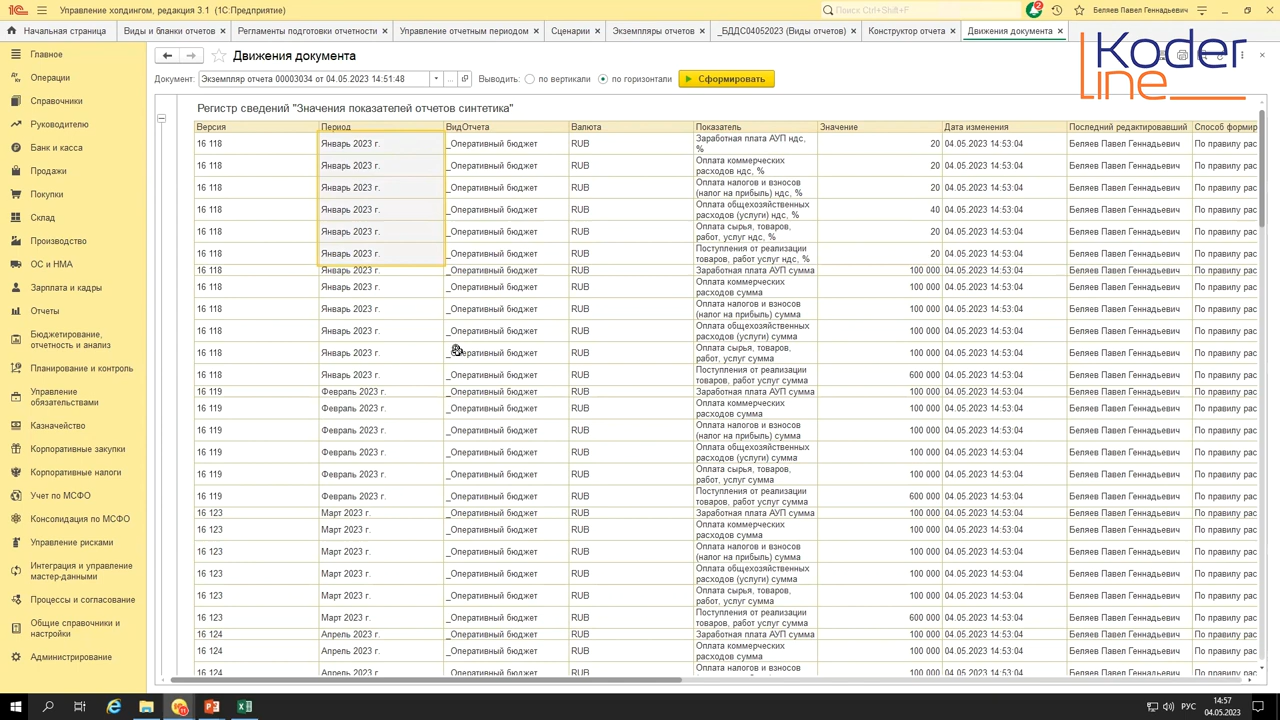 Управление холдингом, редакция 3.1 (1С:Предприятие)
Поиск Ctrl+Shift+F
2
Беляев Павел Геннадьевич
Начальная страница
Виды и бланки отчетов ×
Регламенты подготовки отчетности ×
Управление отчетным периодом ×
Сценарии ×
Экземпляры отчетов ×
_БДДС04052023 (Виды отчетов) ×
Конструктор отчета ×
Движения документа ×
Koder
Line
Главное
Операции
Справочники
Руководителю
Банк и касса
Продажи
Покупки
Склад
Производство
ОС и НМА
Зарплата и кадры
Отчеты
Бюджетирование,
отчетность и анализ
Планирование и контроль
Управление
обязательствами
Казначейство
Корпоративные закупки
Корпоративные налоги
Учет по МСФО
Консолидация по МСФО
Управление рисками
Интеграция и управление
мастер-данными
Процессы и согласование
Общие справочники и
настройки
Администрирование
Движения документа
Документ: Экземпляр отчета 00003034 от 04.05.2023 14:51:48 Выводить: по вертикали по горизонтали Сформировать
Регистр сведений "Значения показателей отчетов синтетика"
Версия Период ВидОтчета Валюта Показатель Значение Дата изменения Последний редактировавший Способ формир
16 118 Январь 2023 г. _Оперативный бюджет RUB Заработная плата АУП ндс, % 20 04.05.2023 14:53:04 Беляев Павел Геннадьевич По правилу рас
16 118 Январь 2023 г. _Оперативный бюджет RUB Оплата коммерческих расходов ндс, % 20 04.05.2023 14:53:04 Беляев Павел Геннадьевич По правилу рас
16 118 Январь 2023 г. _Оперативный бюджет RUB Оплата налогов и взносов (налог на прибыль) ндс, % 20 04.05.2023 14:53:04 Беляев Павел Геннадьевич По правилу рас
16 118 Январь 2023 г. _Оперативный бюджет RUB Оплата общехозяйственных расходов (услуги) ндс, % 40 04.05.2023 14:53:04 Беляев Павел Геннадьевич По правилу рас
16 118 Январь 2023 г. _Оперативный бюджет RUB Оплата сырья, товаров, работ, услуг ндс, % 20 04.05.2023 14:53:04 Беляев Павел Геннадьевич По правилу рас
16 118 Январь 2023 г. _Оперативный бюджет RUB Поступления от реализации товаров, работ услуг ндс, % 20 04.05.2023 14:53:04 Беляев Павел Геннадьевич По правилу рас
16 118 Январь 2023 г. _Оперативный бюджет RUB Заработная плата АУП сумма 100 000 04.05.2023 14:53:04 Беляев Павел Геннадьевич По правилу рас
16 118 Январь 2023 г. _Оперативный бюджет RUB Оплата коммерческих расходов сумма 100 000 04.05.2023 14:53:04 Беляев Павел Геннадьевич По правилу рас
16 118 Январь 2023 г. _Оперативный бюджет RUB Оплата налогов и взносов (налог на прибыль) сумма 100 000 04.05.2023 14:53:04 Беляев Павел Геннадьевич По правилу рас
16 118 Январь 2023 г. _Оперативный бюджет RUB Оплата общехозяйственных расходов (услуги) сумма 100 000 04.05.2023 14:53:04 Беляев Павел Геннадьевич По правилу рас
16 118 Январь 2023 г. _Оперативный бюджет RUB Оплата сырья, товаров, работ, услуг сумма 100 000 04.05.2023 14:53:04 Беляев Павел Геннадьевич По правилу рас
16 118 Январь 2023 г. _Оперативный бюджет RUB Поступления от реализации товаров, работ услуг сумма 600 000 04.05.2023 14:53:04 Беляев Павел Геннадьевич По правилу рас
16 119 Февраль 2023 г. _Оперативный бюджет RUB Заработная плата АУП сумма 100 000 04.05.2023 14:53:04 Беляев Павел Геннадьевич По правилу рас
16 119 Февраль 2023 г. _Оперативный бюджет RUB Оплата коммерческих расходов сумма 100 000 04.05.2023 14:53:04 Беляев Павел Геннадьевич По правилу рас
16 119 Февраль 2023 г. _Оперативный бюджет RUB Оплата налогов и взносов (налог на прибыль) сумма 100 000 04.05.2023 14:53:04 Беляев Павел Геннадьевич По правилу рас
16 119 Февраль 2023 г. _Оперативный бюджет RUB Оплата общехозяйственных расходов (услуги) сумма 100 000 04.05.2023 14:53:04 Беляев Павел Геннадьевич По правилу рас
16 119 Февраль 2023 г. _Оперативный бюджет RUB Оплата сырья, товаров, работ, услуг сумма 100 000 04.05.2023 14:53:04 Беляев Павел Геннадьевич По правилу рас
16 119 Февраль 2023 г. _Оперативный бюджет RUB Поступления от реализации товаров, работ услуг сумма 600 000 04.05.2023 14:53:04 Беляев Павел Геннадьевич По правилу рас
16 123 Март 2023 г. _Оперативный бюджет RUB Заработная плата АУП сумма 100 000 04.05.2023 14:53:04 Беляев Павел Геннадьевич По правилу рас
16 123 Март 2023 г. _Оперативный бюджет RUB Оплата коммерческих расходов сумма 100 000 04.05.2023 14:53:04 Беляев Павел Геннадьевич По правилу рас
16 123 Март 2023 г. _Оперативный бюджет RUB Оплата налогов и взносов (налог на прибыль) сумма 100 000 04.05.2023 14:53:04 Беляев Павел Геннадьевич По правилу рас
16 123 Март 2023 г. _Оперативный бюджет RUB Оплата общехозяйственных расходов (услуги) сумма 100 000 04.05.2023 14:53:04 Беляев Павел Геннадьевич По правилу рас
16 123 Март 2023 г. _Оперативный бюджет RUB Оплата сырья, товаров, работ, услуг сумма 100 000 04.05.2023 14:53:04 Беляев Павел Геннадьевич По правилу рас
16 123 Март 2023 г. _Оперативный бюджет RUB Поступления от реализации товаров, работ услуг сумма 600 000 04.05.2023 14:53:04 Беляев Павел Геннадьевич По правилу рас
16 124 Апрель 2023 г. _Оперативный бюджет RUB Заработная плата АУП сумма 100 000 04.05.2023 14:53:04 Беляев Павел Геннадьевич По правилу рас
16 124 Апрель 2023 г. _Оперативный бюджет RUB Оплата коммерческих расходов сумма 100 000 04.05.2023 14:53:04 Беляев Павел Геннадьевич По правилу рас
16 124 Апрель 2023 г. _Оперативный бюджет RUB Оплата налогов и взносов 100 000 04.05.2023 14:53:04 Беляев Павел Геннадьевич По правилу рас
РУС
14:57
04.05.2023